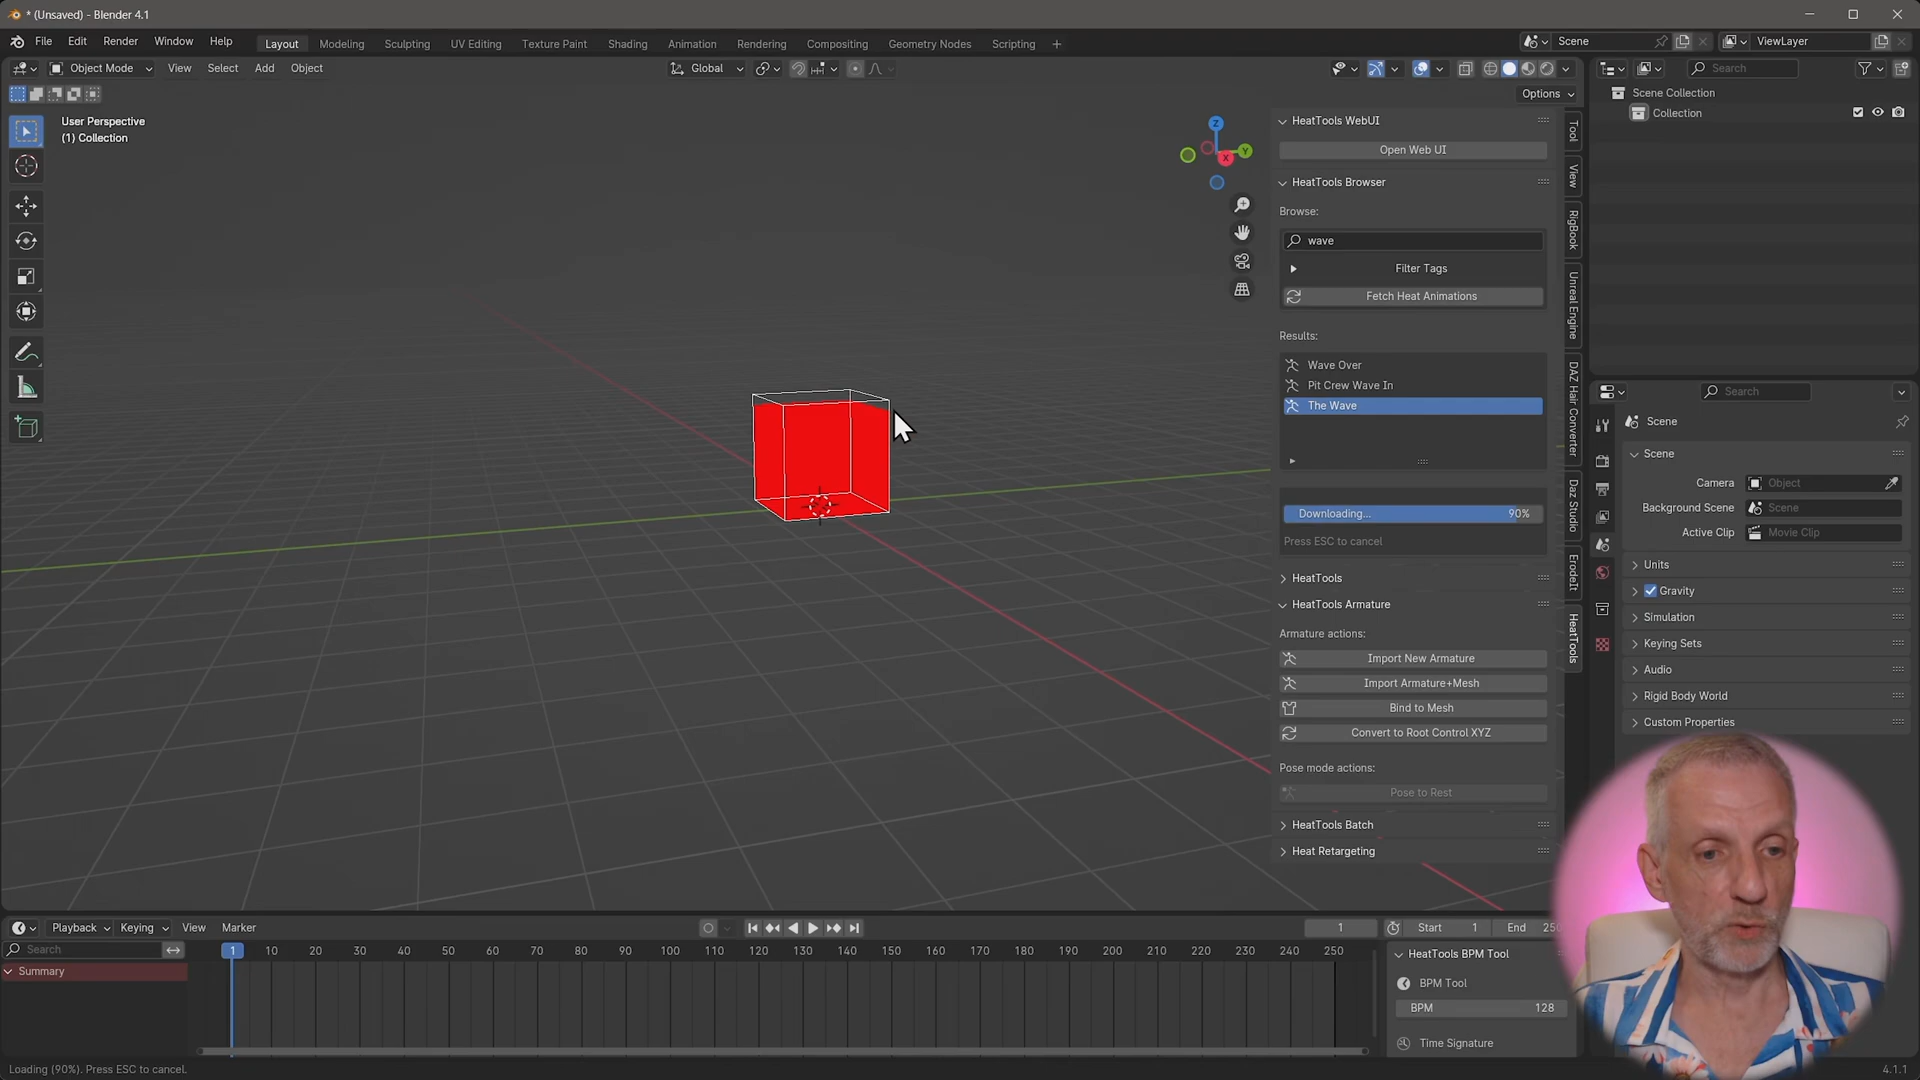 * (Unsaved) - Blender 4.1
File Edit Render Window Help
Layout Modeling Sculpting UV Editing Texture Paint Shading Animation Rendering Compositing Geometry Nodes Scripting +
Scene
ViewLayer
Object Mode View Select Add Object
Global
Search
Options
User Perspective
(1) Collection
Z
Y
X
HeatTools WebUI
Open Web UI
HeatTools Browser
Browse:
wave
Filter Tags
Fetch Heat Animations
Results:
Wave Over
Pit Crew Wave In
The Wave
Downloading... 90%
Press ESC to cancel
HeatTools
HeatTools Armature
Armature actions:
Import New Armature
Import Armature+Mesh
Bind to Mesh
Convert to Root Control XYZ
Pose mode actions:
Pose to Rest
HeatTools Batch
Heat Retargeting
Tool
View
RigBook
Unreal Engine
DAZ Hair Converter
Daz Studio
ErodeIt
HeatTools
Scene Collection
Collection
Search
Scene
Scene
Camera Object
Background Scene Scene
Active Clip Movie Clip
Units
Gravity
Simulation
Keying Sets
Audio
Rigid Body World
Custom Properties
Playback Keying View Marker
1
Start 1 End 250
Search
1 10 20 30 40 50 60 70 80 90 100 110 120 130 140 150 160 170 180 190 200 210 220 230 240 250
Summary
HeatTools BPM Tool
BPM Tool
BPM 128
Time Signature
Loading (90%). Press ESC to cancel.
4.1.1